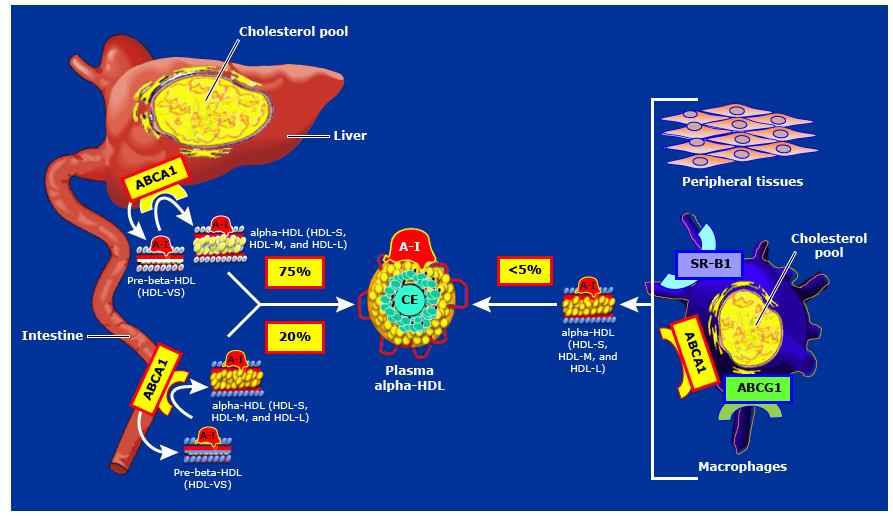 Cholesterol pool
Liver
ABCA1
A-I
alpha-HDL (HDL-S,
HDL-M, and HDL-L)
A-I
Pre-beta-HDL
(HDL-VS)
75%
Intestine
20%
ABCA1
A-I
alpha-HDL (HDL-S,
HDL-M, and HDL-L)
A-I
Pre-beta-HDL
(HDL-VS)
A-I
CE
Plasma
alpha-HDL
<5%
A-I
alpha-HDL
(HDL-S,
HDL-M, and
HDL-L)
Peripheral tissues
SR-B1
Cholesterol
pool
ABCA1
ABCG1
Macrophages